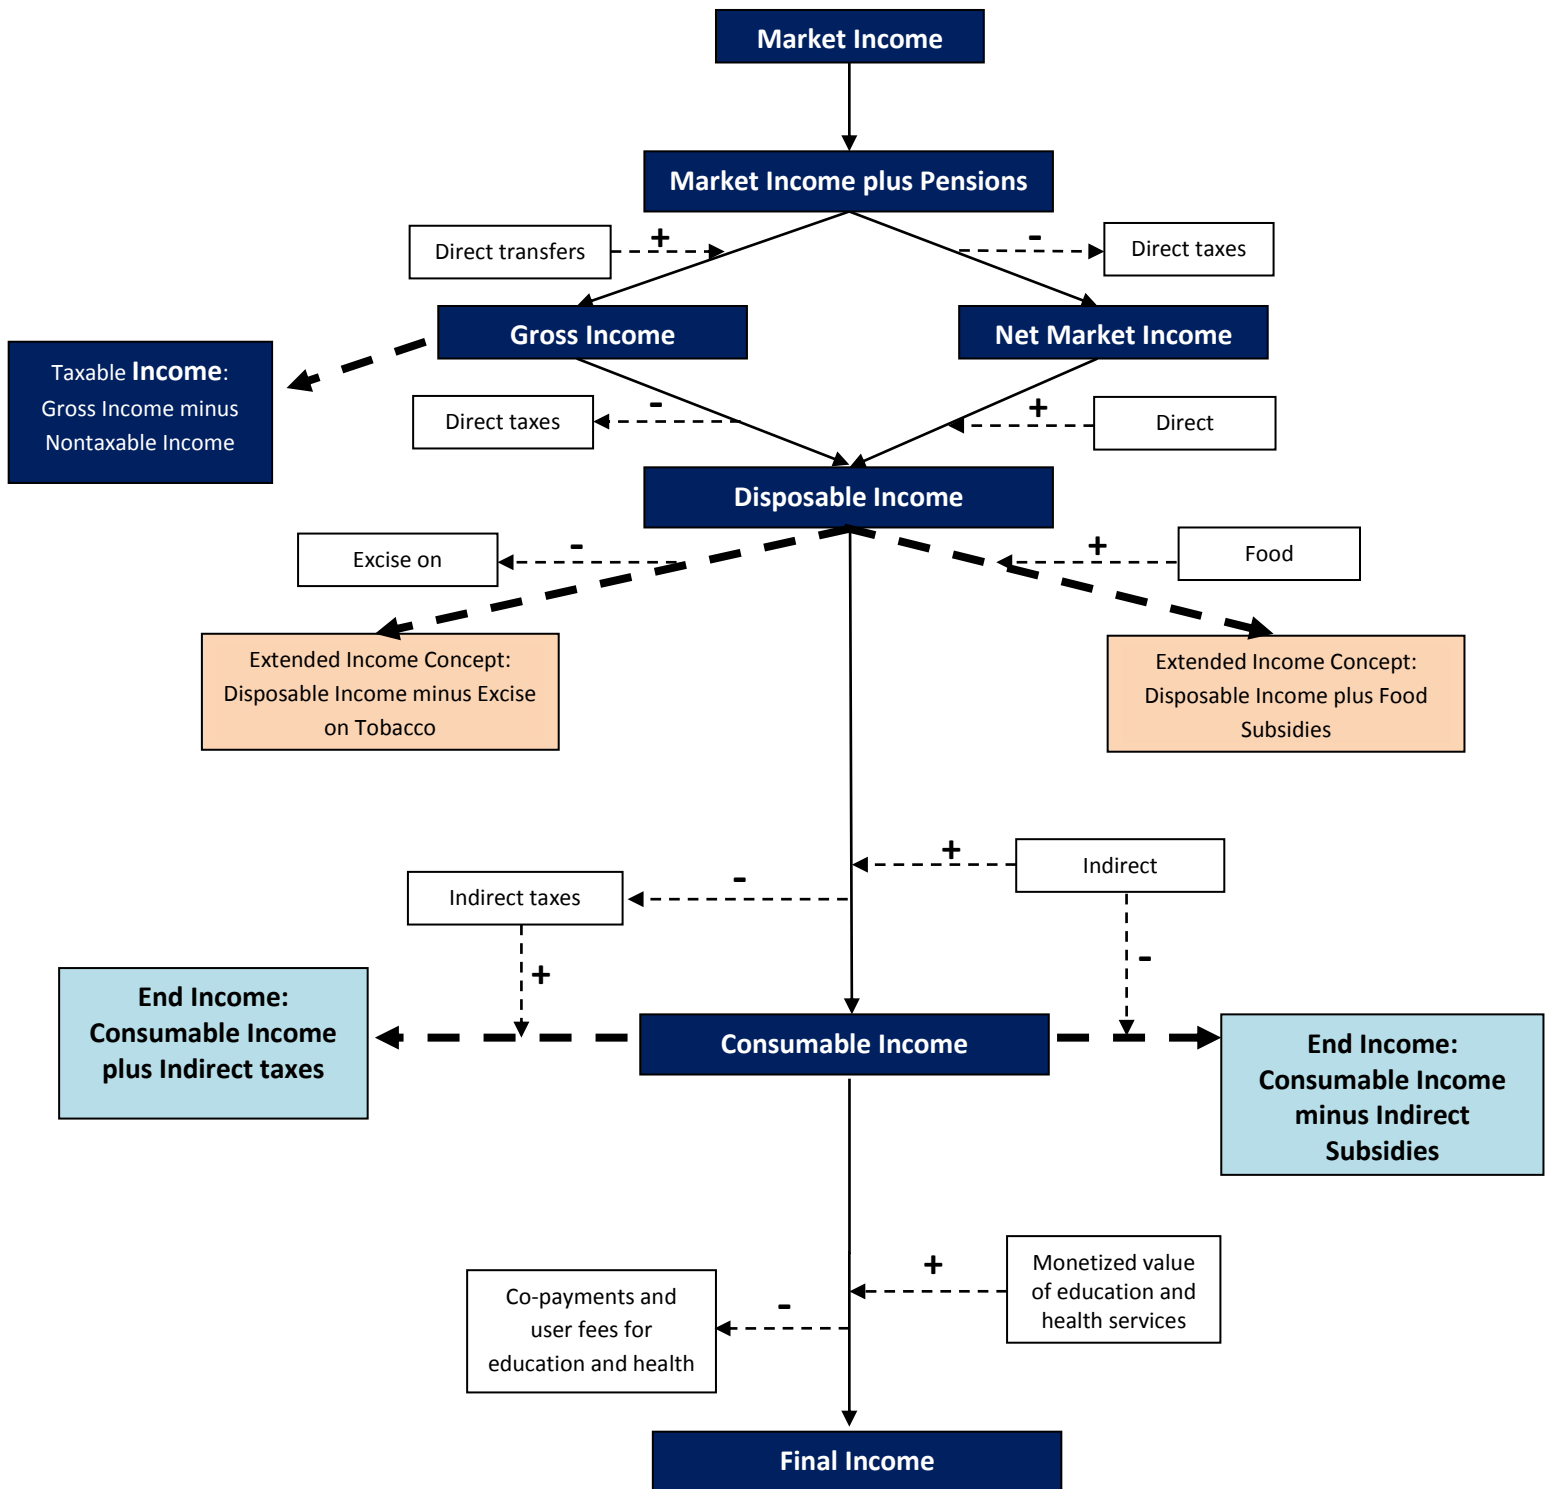 Market Income
Market Income plus Pensions
Direct transfers
+
-
Direct taxes
Gross Income
Net Market Income
Taxable Income:
Gross Income minus
Nontaxable Income
Direct taxes
-
+
Direct
Disposable Income
Excise on
-
+
Food
Extended Income Concept:
Disposable Income minus Excise
on Tobacco
Extended Income Concept:
Disposable Income plus Food
Subsidies
+
Indirect
Indirect taxes
-
+
-
End Income:
Consumable Income
plus Indirect taxes
Consumable Income
End Income:
Consumable Income
minus Indirect
Subsidies
+
Monetized value
of education and
health services
Co-payments and
user fees for
education and health
-
Final Income